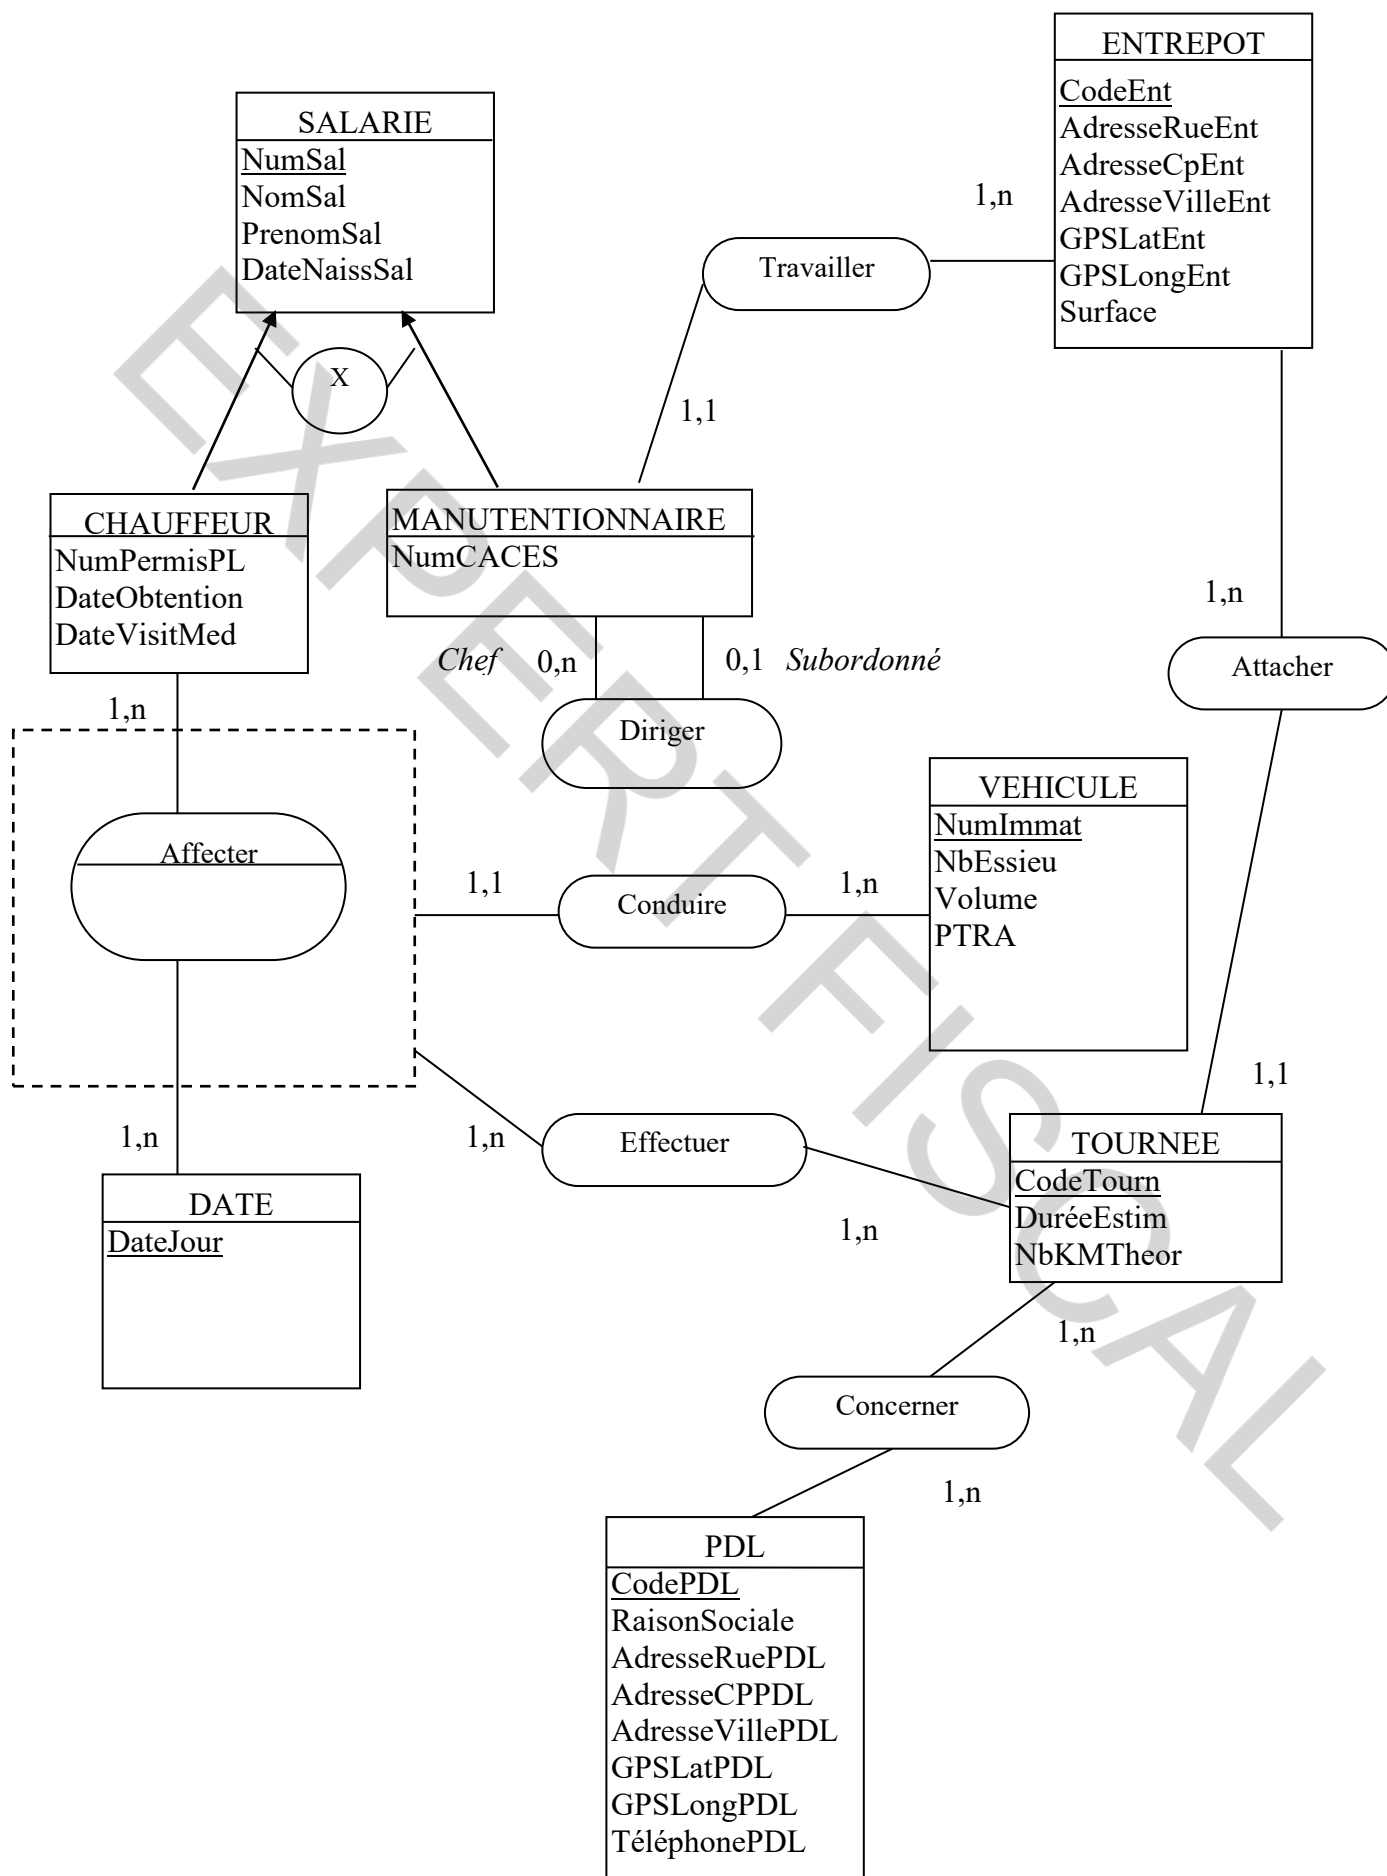 ENTREPOT
CodeEnt
AdresseRueEnt
AdresseCpEnt
AdresseVilleEnt
GPSLatEnt
GPSLongEnt
Surface
SALARIE
NumSal
NomSal
PrenomSal
DateNaissSal
1,n
Travailler
X
1,1
CHAUFFEUR
NumPermisPL
DateObtention
DateVisitMed
MANUTENTIONNAIRE
NumCACES
1,n
Chef 0,n 0,1 Subordonné
Attacher
1,n
Diriger
VEHICULE
NumImmat
NbEssieu
Volume
PTRA
Affecter
1,1
Conduire
1,n
1,1
1,n
1,n
Effectuer
1,n
TOURNEE
CodeTourn
DuréeEstim
NbKMTheor
DATE
DateJour
1,n
Concerner
1,n
PDL
CodePDL
RaisonSociale
AdresseRuePDL
AdresseCPPDL
AdresseVillePDL
GPSLatPDL
GPSLongPDL
TéléphonePDL
EXPERT FISCAL